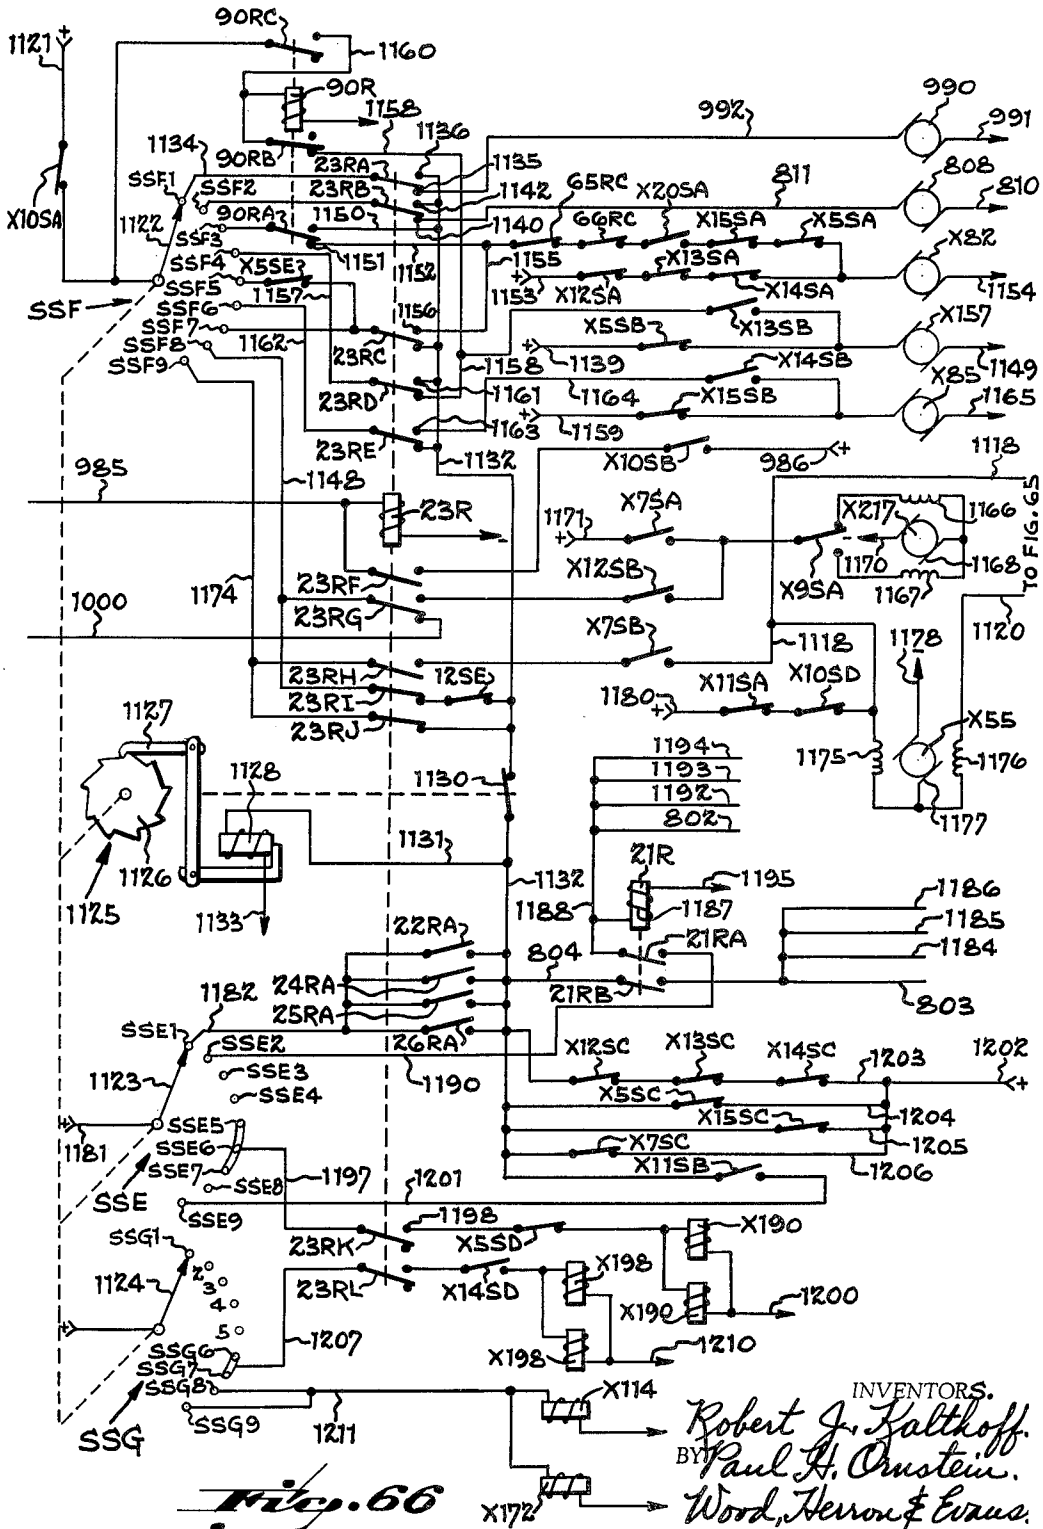 90RC
1121 +
1160
90R
1158
992
990
991
1134
90RB
1136
SSF1
SSF2
23RA
1135
808
23RB
1142
65RC
X20SA
811
810
X10SA
90RA
1150
1140
66RC
X15SA
X5SA
1122
SSF3
1151
1152
1155
X13SA
X82
SSF4
X5SE
+
1153
X12SA
X14SA
1154
SSF
SSF5
1157
1156
SSF6
X5SB
X13SB
X157
SSF7
1162
23RC
SSF8
1158
+
1139
X14SB
1149
SSF9
X85
23RD
1161
1164
X15SB
1165
1163
+
1159
23RE
1132
X10SB
986
+
1118
985
1148
23R
-
X7SA
X217
1166
1171
+
-
TO FIG. 65
23RF
X12SB
X9SA
1170
1168
1174
1167
1000
23RG
X7SB
1118
1178
1120
23RH
12SE
X11SA
X10SD
23RI
1180
+
1127
23RJ
X55
1194
1175
1176
1128
1130
1193
1192
1131
802
1177
1126
21R
1125
1132
1195
1133
1188
1187
1186
22RA
21RA
1185
804
1184
24RA
21RB
1182
25RA
803
SSE1
SSE2
26RA
X12SC
X13SC
X14SC
1203
1202
+
1123
SSE3
1190
SSE4
X5SC
1204
+
1181
SSE5
X15SC
1205
SSE6
X7SC
1206
SSE7
X11SB
SSE
SSE8
1197
1201
SSE9
SSG1
1198
X190
23RK
X5SD
1124
2
3
X198
4
23RL
X14SD
X190
1200
+
5
1207
X198
1210
SSG6
SSG7
SSG8
X114
SSG9
SSG
1211
X172
INVENTORS.
Robert J. Kalthoff.
BY Paul H. Ornstein.
Wood, Herron & Evans.
Fig. 66